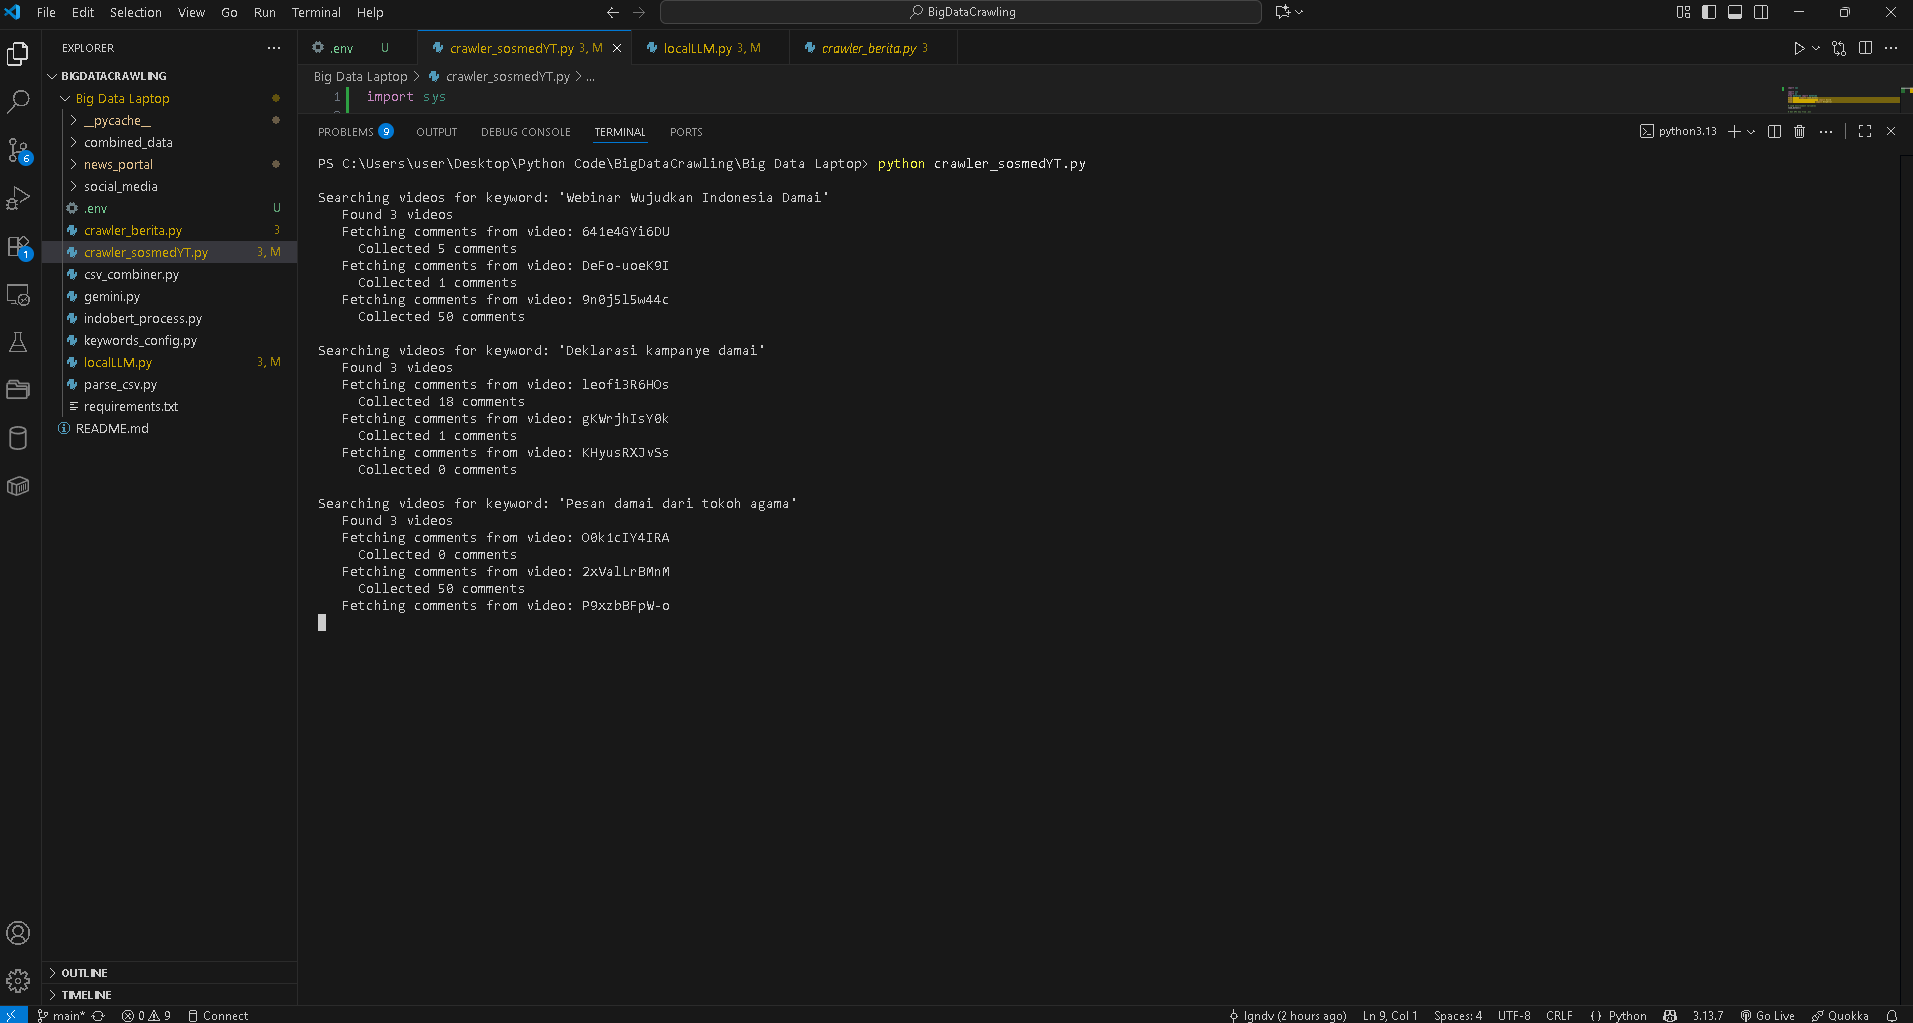 File Edit Selection View Go Run Terminal Help
BigDataCrawling
EXPLORER
BIGDATACRAWLING
Big Data Laptop
__pycache__
combined_data
news_portal
social_media
.env U
crawler_berita.py 3
crawler_sosmedYT.py 3, M
csv_combiner.py
gemini.py
indobert_process.py
keywords_config.py
localLLM.py 3, M
parse_csv.py
requirements.txt
README.md
OUTLINE
TIMELINE
6
1
.env U
crawler_sosmedYT.py 3, M
localLLM.py 3, M
crawler_berita.py 3
Big Data Laptop > crawler_sosmedYT.py > ...
1 import sys
PROBLEMS 9 OUTPUT DEBUG CONSOLE TERMINAL PORTS
python3.13
PS C:\Users\user\Desktop\Python Code\BigDataCrawling\Big Data Laptop> python crawler_sosmedYT.py
Searching videos for keyword: 'Webinar Wujudkan Indonesia Damai'
Found 3 videos
Fetching comments from video: 641e4GYi6DU
Collected 5 comments
Fetching comments from video: DeFo-uoeK9I
Collected 1 comments
Fetching comments from video: 9n0j5l5w44c
Collected 50 comments
Searching videos for keyword: 'Deklarasi kampanye damai'
Found 3 videos
Fetching comments from video: leofi3R6HOs
Collected 18 comments
Fetching comments from video: gKWrjhIsY0k
Collected 1 comments
Fetching comments from video: KHyusRXJvSs
Collected 0 comments
Searching videos for keyword: 'Pesan damai dari tokoh agama'
Found 3 videos
Fetching comments from video: O0k1cIY4IRA
Collected 0 comments
Fetching comments from video: 2xValLrBMnM
Collected 50 comments
Fetching comments from video: P9xzbBFpW-o
main* 0 9 Connect
lgndv (2 hours ago) Ln 9, Col 1 Spaces: 4 UTF-8 CRLF Python 3.13.7 Go Live Quokka